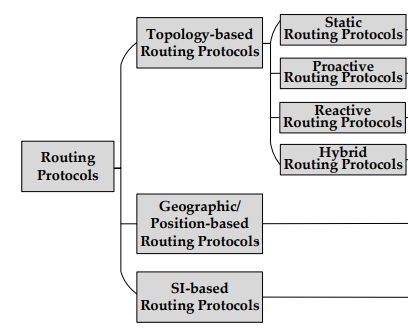 Routing
Protocols
Topology-based
Routing Protocols
Static
Routing Protocols
Proactive
Routing Protocols
Reactive
Routing Protocols
Hybrid
Routing Protocols
Geographic/
Position-based
Routing Protocols
SI-based
Routing Protocols